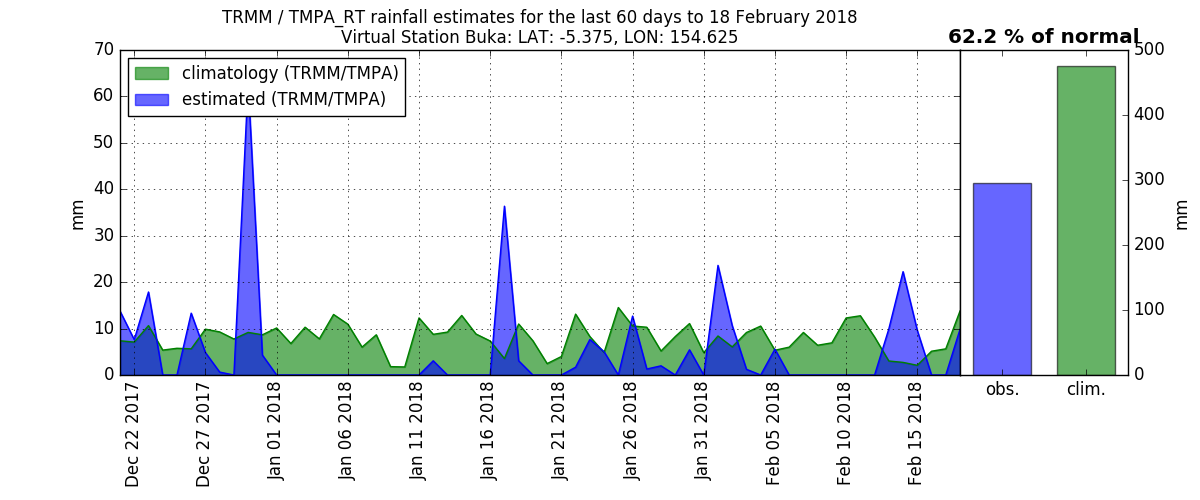 TRMM / TMPA_RT rainfall estimates for the last 60 days to 18 February 2018
Virtual Station Buka: LAT: -5.375, LON: 154.625
62.2 % of normal
climatology (TRMM/TMPA)
estimated (TRMM/TMPA)
70
60
50
40
30
20
10
0
mm
Dec 22 2017
Dec 27 2017
Jan 01 2018
Jan 06 2018
Jan 11 2018
Jan 16 2018
Jan 21 2018
Jan 26 2018
Jan 31 2018
Feb 05 2018
Feb 10 2018
Feb 15 2018
obs.
clim.
500
400
300
200
100
0
mm